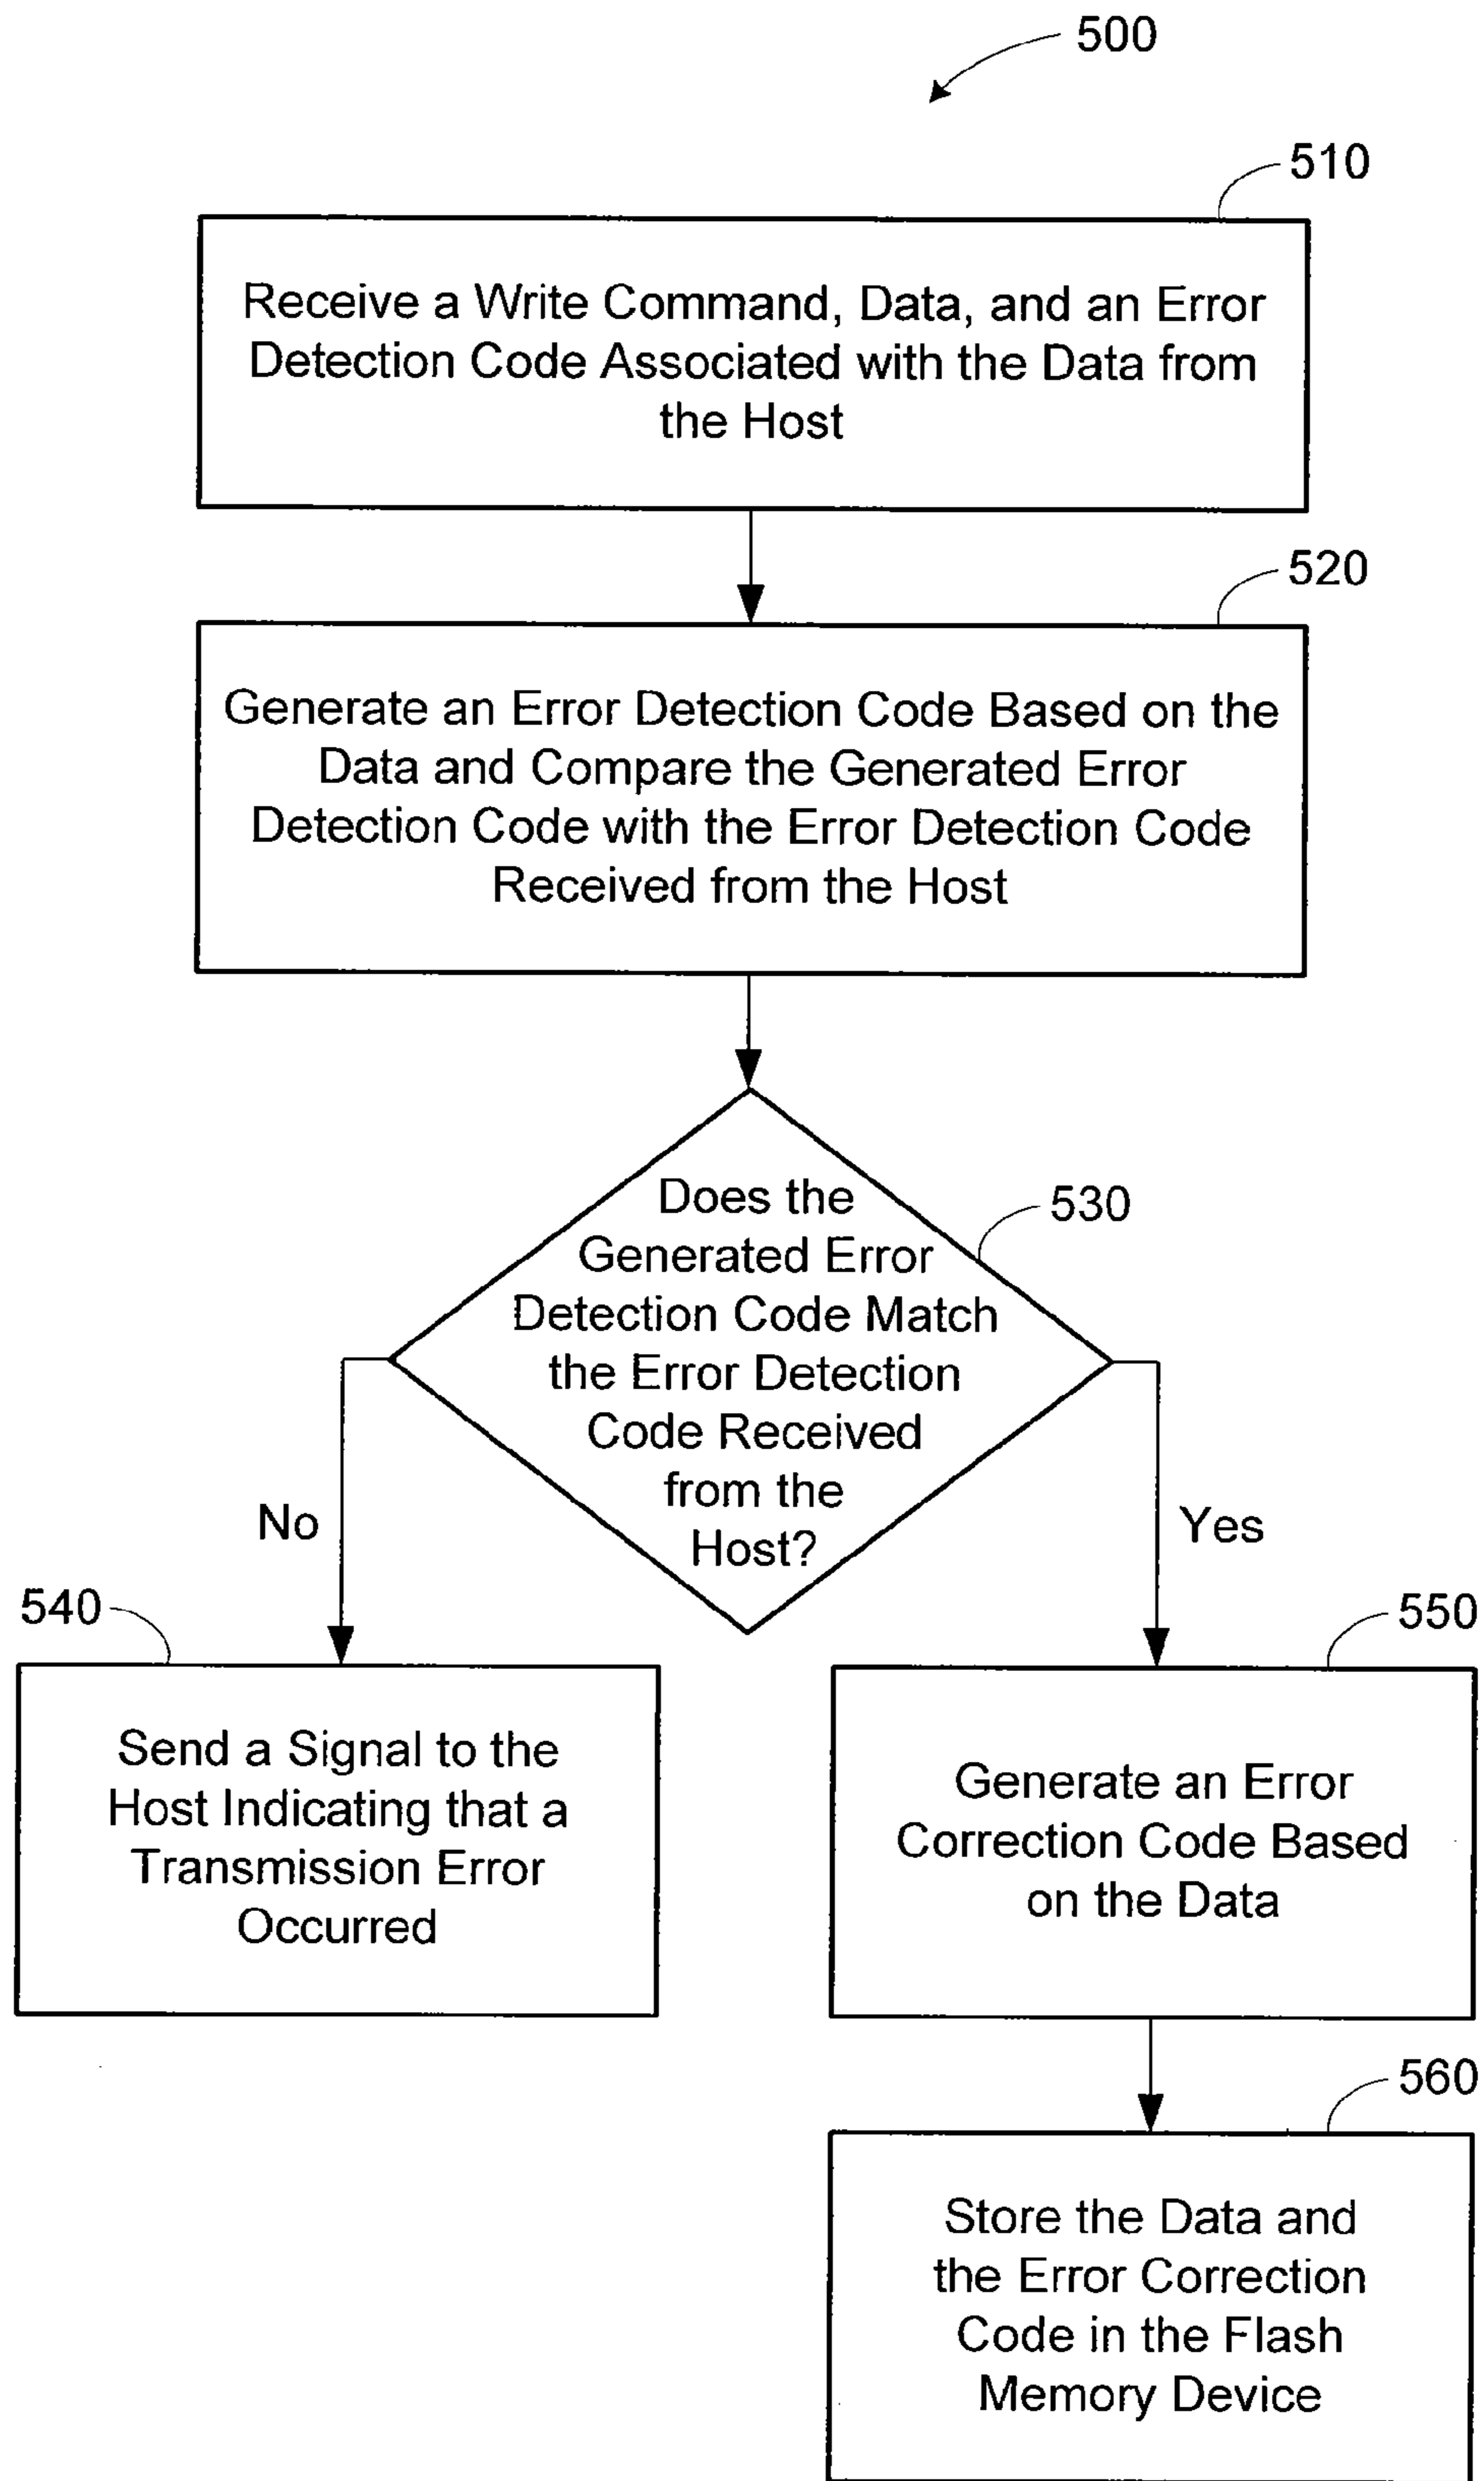 500
510
Receive a Write Command, Data, and an Error
Detection Code Associated with the Data from
the Host
520
Generate an Error Detection Code Based on the
Data and Compare the Generated Error
Detection Code with the Error Detection Code
Received from the Host
530
Does the
Generated Error
Detection Code Match
the Error Detection
Code Received
from the
Host?
No
Yes
540
Send a Signal to the
Host Indicating that a
Transmission Error
Occurred
550
Generate an Error
Correction Code Based
on the Data
560
Store the Data and
the Error Correction
Code in the Flash
Memory Device